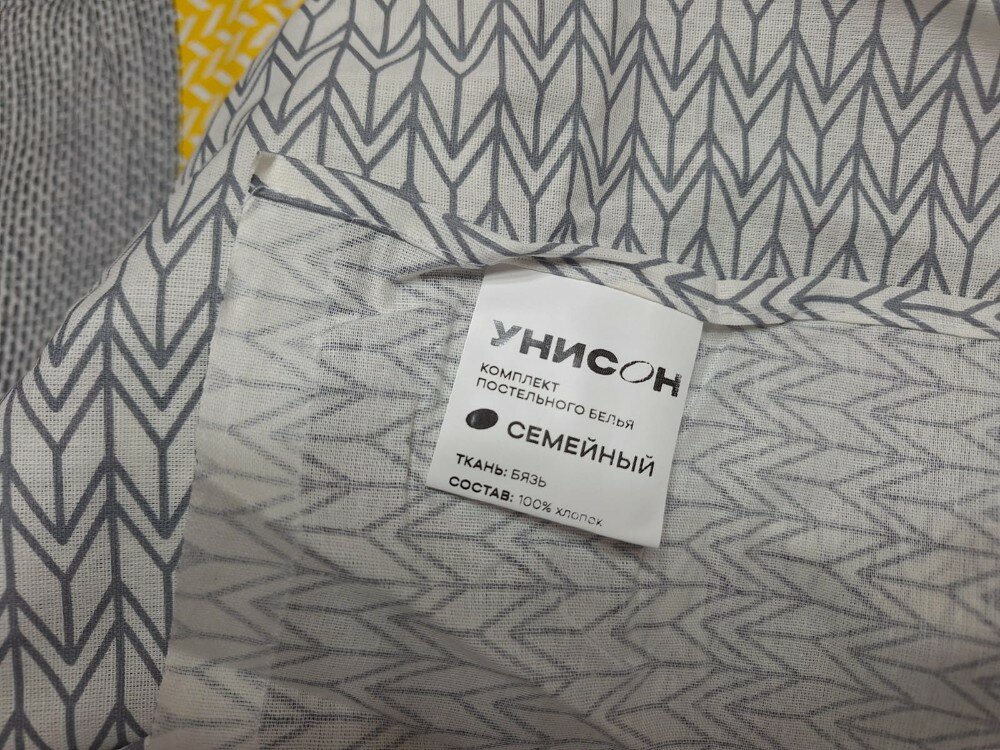 УНИСОН
КОМПЛЕКТ
ПОСТЕЛЬНОГО БЕЛЬЯ
СЕМЕЙНЫЙ
ТКАНЬ: БЯЗЬ
СОСТАВ: 100% ХЛОПОК